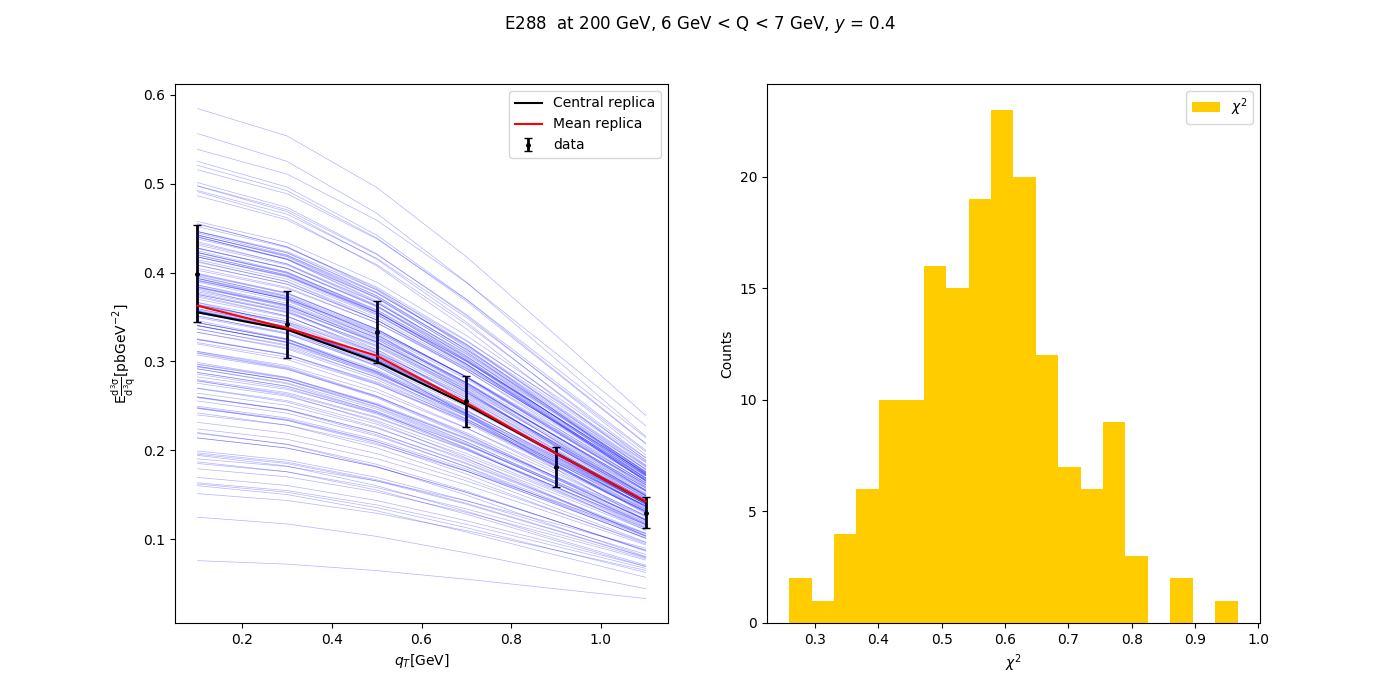 E288  at 200 GeV, 6 GeV < Q < 7 GeV, y = 0.4
Central replica
Mean replica
data
0.6
0.5
0.4
0.3
0.2
0.1
E d³σ/d³q [pbGeV⁻²]
0.2 0.4 0.6 0.8 1.0
q_T[GeV]
χ²
20
15
10
5
0
Counts
0.3 0.4 0.5 0.6 0.7 0.8 0.9 1.0
χ²